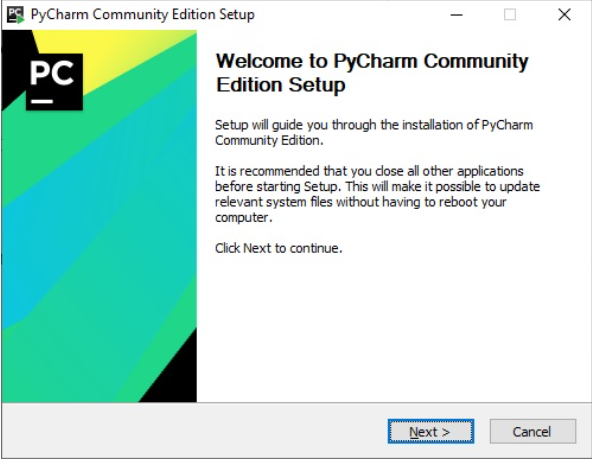 PyCharm Community Edition Setup
PC
Welcome to PyCharm Community
Edition Setup
Setup will guide you through the installation of PyCharm
Community Edition.
It is recommended that you close all other applications
before starting Setup. This will make it possible to update
relevant system files without having to reboot your
computer.
Click Next to continue.
Next >
Cancel